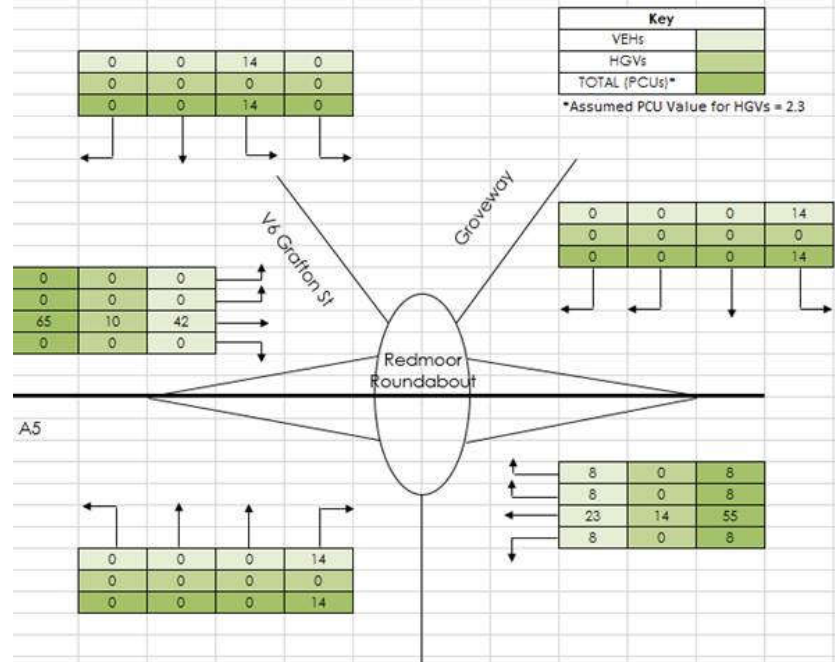 Key
VEHs
HGVs
TOTAL (PCUs)*
*Assumed PCU Value for HGVs = 2.3
0 0 14 0
0 0 0 0
0 0 14 0
V6 Grafton St
Groveway
0 0 0 14
0 0 0 0
0 0 0 14
0 0 0
0 0 0
65 10 42
0 0 0
Redmoor
Roundabout
A5
8 0 8
8 0 8
23 14 55
8 0 8
0 0 0 14
0 0 0 0
0 0 0 14